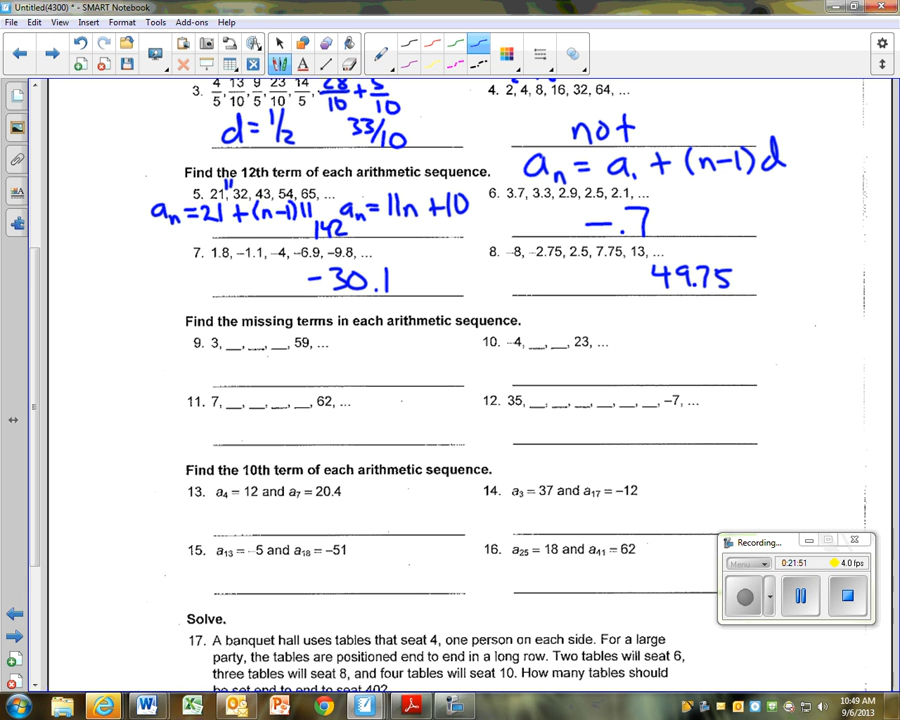 Untitled(4300) * - SMART Notebook
File Edit View Insert Format Tools Add-ons Help
3. 4/5, 13/10, 9/5, 23/10, 14/5, 28/10 + 5/10
4. 2, 4, 8, 16, 32, 64, ...
d = 1/2 33/10
not
an = a1 + (n-1)d
Find the 12th term of each arithmetic sequence.
5. 21, 32, 43, 54, 65, ...
11
6. 3.7, 3.3, 2.9, 2.5, 2.1, ...
an = 21 + (n-1)11 an = 11n + 10
142
-.7
7. 1.8, −1.1, −4, −6.9, −9.8, ...
8. −8, −2.75, 2.5, 7.75, 13, ...
-30.1
49.75
Find the missing terms in each arithmetic sequence.
9. 3, __, __, __, 59, ...
10. −4, __, __, 23, ...
11. 7, __, __, __, __, 62, ...
12. 35, __, __, __, __, __, __, −7, ...
Find the 10th term of each arithmetic sequence.
13. a4 = 12 and a7 = 20.4
14. a3 = 37 and a17 = −12
15. a13 = −5 and a18 = −51
16. a25 = 18 and a41 = 62
Recording...
Menu
0:21:51
4.0 fps
Solve.
17. A banquet hall uses tables that seat 4, one person on each side. For a large
party, the tables are positioned end to end in a long row. Two tables will seat 6,
three tables will seat 8, and four tables will seat 10. How many tables should
be set end to end to seat 40?
10:49 AM
9/6/2013